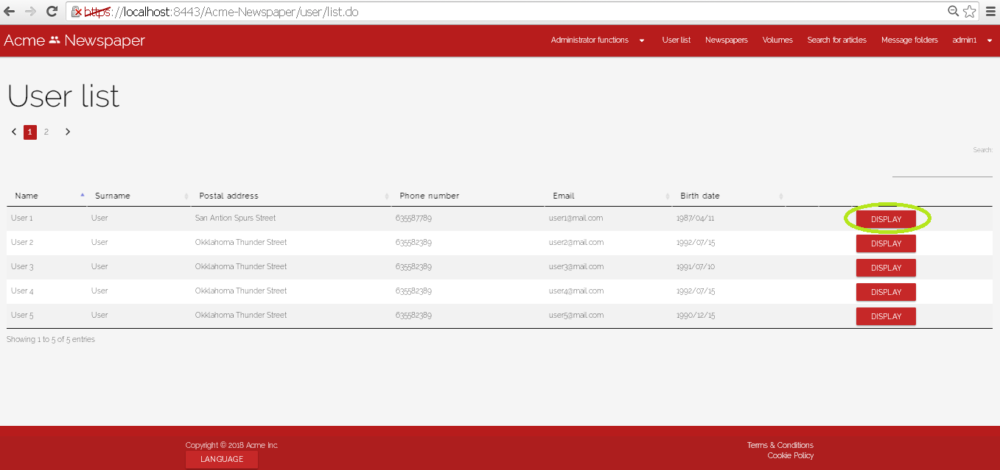 https://localhost:8443/Acme-Newspaper/user/list.do
Acme Newspaper Administrator functions User list Newspapers Volumes Search for articles Message folders admin1
User list
1 2
Search:
Name Surname Postal address Phone number Email Birth date
User 1 User San Antion Spurs Street 635587789 user1@mail.com 1987/04/11 DISPLAY
User 2 User Okklahoma Thunder Street 635582389 user2@mail.com 1992/07/15 DISPLAY
User 3 User Okklahoma Thunder Street 635582389 user3@mail.com 1991/07/10 DISPLAY
User 4 User Okklahoma Thunder Street 635582389 user4@mail.com 1992/07/15 DISPLAY
User 5 User Okklahoma Thunder Street 635582389 user5@mail.com 1990/12/15 DISPLAY
Showing 1 to 5 of 5 entries
Copyright © 2018 Acme Inc. Terms & Conditions
LANGUAGE Cookie Policy